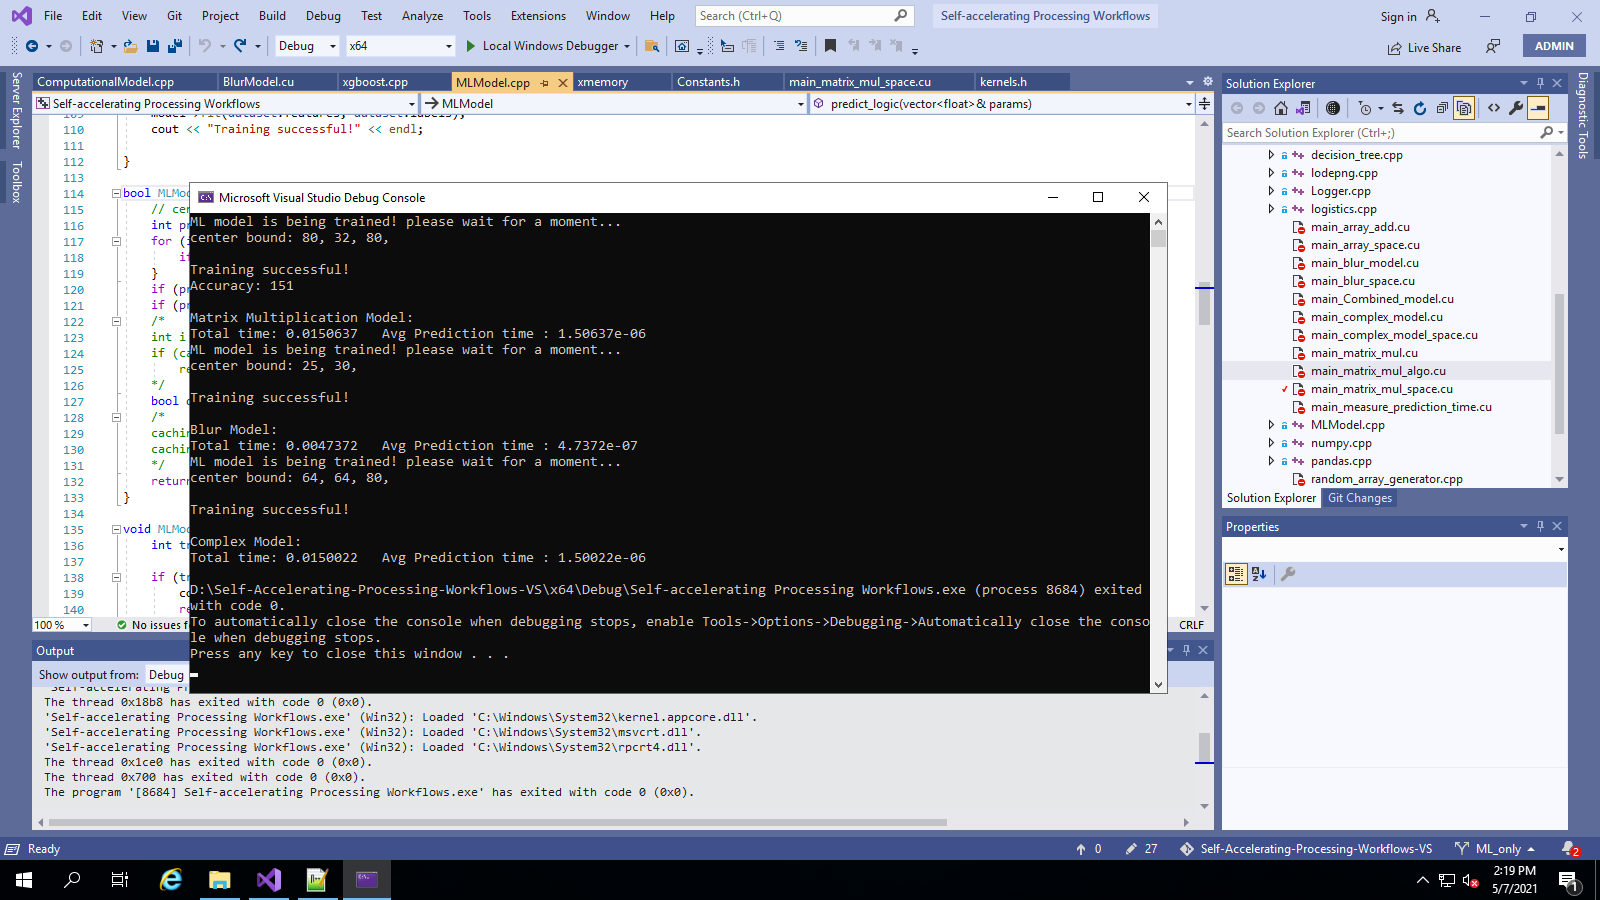 File Edit View Git Project Build Debug Test Analyze Tools Extensions Window Help Search (Ctrl+Q) Self-accelerating Processing Workflows Sign in
Debug x64 Local Windows Debugger Live Share ADMIN
Server Explorer
Toolbox
ComputationalModel.cpp BlurModel.cu xgboost.cpp MLModel.cpp xmemory Constants.h main_matrix_mul_space.cu kernels.h
Self-accelerating Processing Workflows MLModel predict_logic(vector<float> & params)
110 cout << "Training successful!" << endl;
111
112 }
113
114 bool
115 //
116 int
117 for
118
119 }
120 if
121 if
122 /*
123 int i
124 if
125
126 */
127 bool
128 /*
129
130
131 */
132
133 }
134
135 void
136 int
137
138 if
139
140
100 % No issues
CRLF
Microsoft Visual Studio Debug Console
ML model is being trained! please wait for a moment...
center bound: 80, 32, 80,
Training successful!
Accuracy: 151
Matrix Multiplication Model:
Total time: 0.0150637 Avg Prediction time : 1.50637e-06
ML model is being trained! please wait for a moment...
center bound: 25, 30,
Training successful!
Blur Model:
Total time: 0.0047372 Avg Prediction time : 4.7372e-07
ML model is being trained! please wait for a moment...
center bound: 64, 64, 80,
Training successful!
Complex Model:
Total time: 0.0150022 Avg Prediction time : 1.50022e-06
D:\Self-Accelerating-Processing-Workflows-VS\x64\Debug\Self-accelerating Processing Workflows.exe (process 8684) exited
with code 0.
To automatically close the console when debugging stops, enable Tools->Options->Debugging->Automatically close the conso
le when debugging stops.
Press any key to close this window . . .
Output
Show output from: Debug
The thread 0x18b8 has exited with code 0 (0x0).
'Self-accelerating Processing Workflows.exe' (Win32): Loaded 'C:\Windows\System32\kernel.appcore.dll'.
'Self-accelerating Processing Workflows.exe' (Win32): Loaded 'C:\Windows\System32\msvcrt.dll'.
'Self-accelerating Processing Workflows.exe' (Win32): Loaded 'C:\Windows\System32\rpcrt4.dll'.
The thread 0x1ce0 has exited with code 0 (0x0).
The thread 0x700 has exited with code 0 (0x0).
The program '[8684] Self-accelerating Processing Workflows.exe' has exited with code 0 (0x0).
Solution Explorer
Search Solution Explorer (Ctrl+;)
decision_tree.cpp
lodepng.cpp
Logger.cpp
logistics.cpp
main_array_add.cu
main_array_space.cu
main_blur_model.cu
main_blur_space.cu
main_Combined_model.cu
main_complex_model.cu
main_complex_model_space.cu
main_matrix_mul.cu
main_matrix_mul_algo.cu
main_matrix_mul_space.cu
main_measure_prediction_time.cu
MLModel.cpp
numpy.cpp
pandas.cpp
random_array_generator.cpp
Solution Explorer Git Changes
Properties
Diagnostic Tools
Ready 0 27 Self-Accelerating-Processing-Workflows-VS ML_only 2
2:19 PM
5/7/2021
1